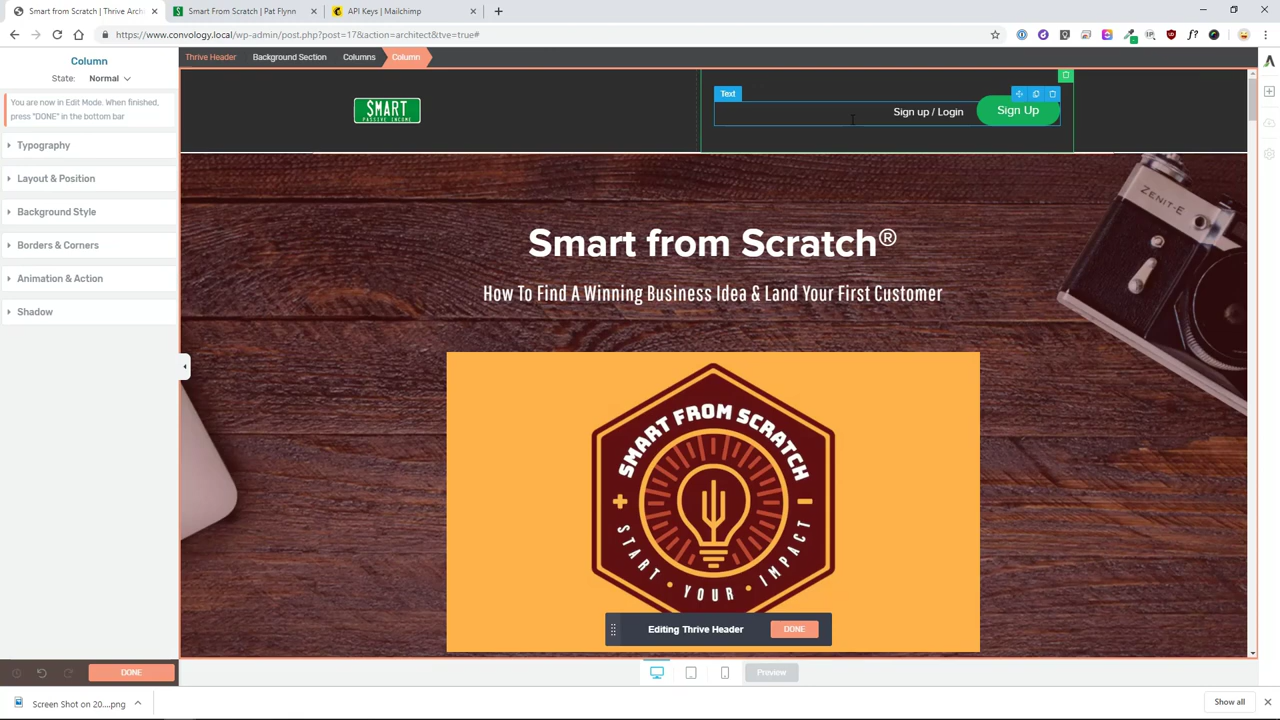 Smart from Scratch | Thrive Archi
Smart From Scratch | Pat Flynn
API Keys | Mailchimp
https://www.convology.local/wp-admin/post.php?post=17&action=architect&tve=true#
Column
State: Normal
You are now in Edit Mode. When finished,
press "DONE" in the bottom bar
Typography
Layout & Position
Background Style
Borders & Corners
Animation & Action
Shadow
DONE
Thrive Header
Background Section
Columns
Column
SMART
PASSIVE INCOME
Text
Sign up / Login
Sign Up
ZENIT-E
Smart from Scratch®
How To Find A Winning Business Idea & Land Your First Customer
SMART FROM SCRATCH
START • YOUR • IMPACT
Editing Thrive Header
DONE
Preview
Screen Shot on 20....png
Show all